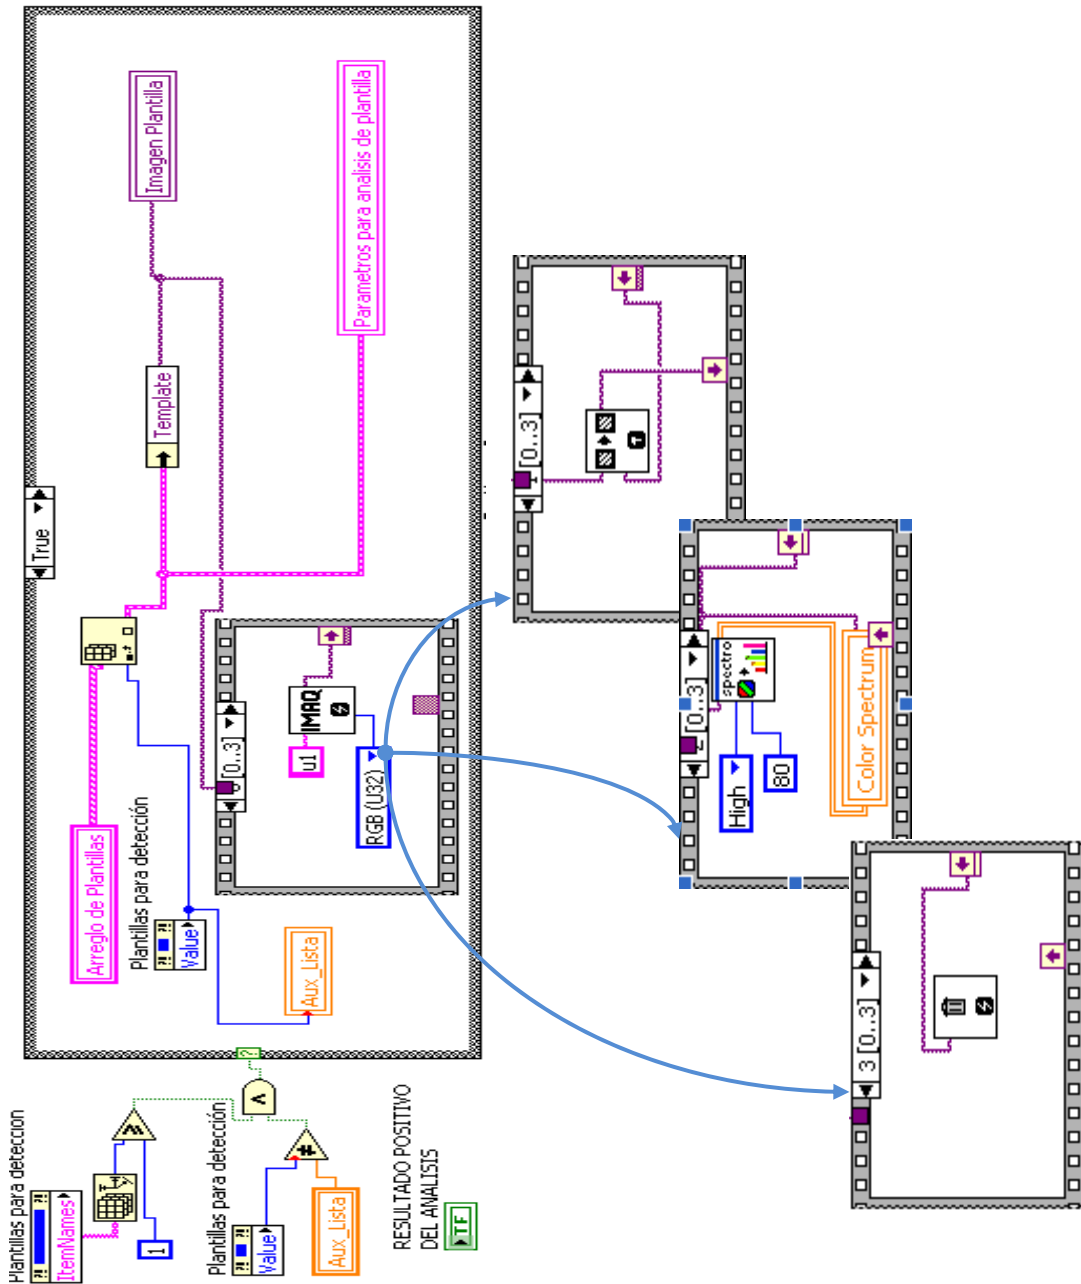 Plantillas para deteccion
ItemNames
1
Plantillas para detección
Value
Aux_Lista
RESULTADO POSITIVO
DEL ANALISIS
TF
?
True
Arreglo de Plantillas
Plantillas para detección
Value
Aux_Lista
Template
Imagen Plantilla
Parametros para analisis de plantilla
[0..3]
u1
IMAQ
RGB (U32)
[0..3]
[0..3]
spectro
High
80
Color Spectrum
3 [0..3]